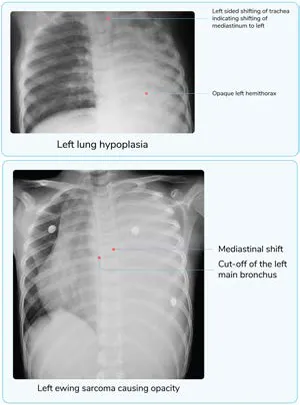 Left sided shifting of trachea
indicating shifting of
mediastinum to left
Opaque left hemithorax
Left lung hypoplasia
Mediastinal shift
Cut-off of the left
main bronchus
Left ewing sarcoma causing opacity